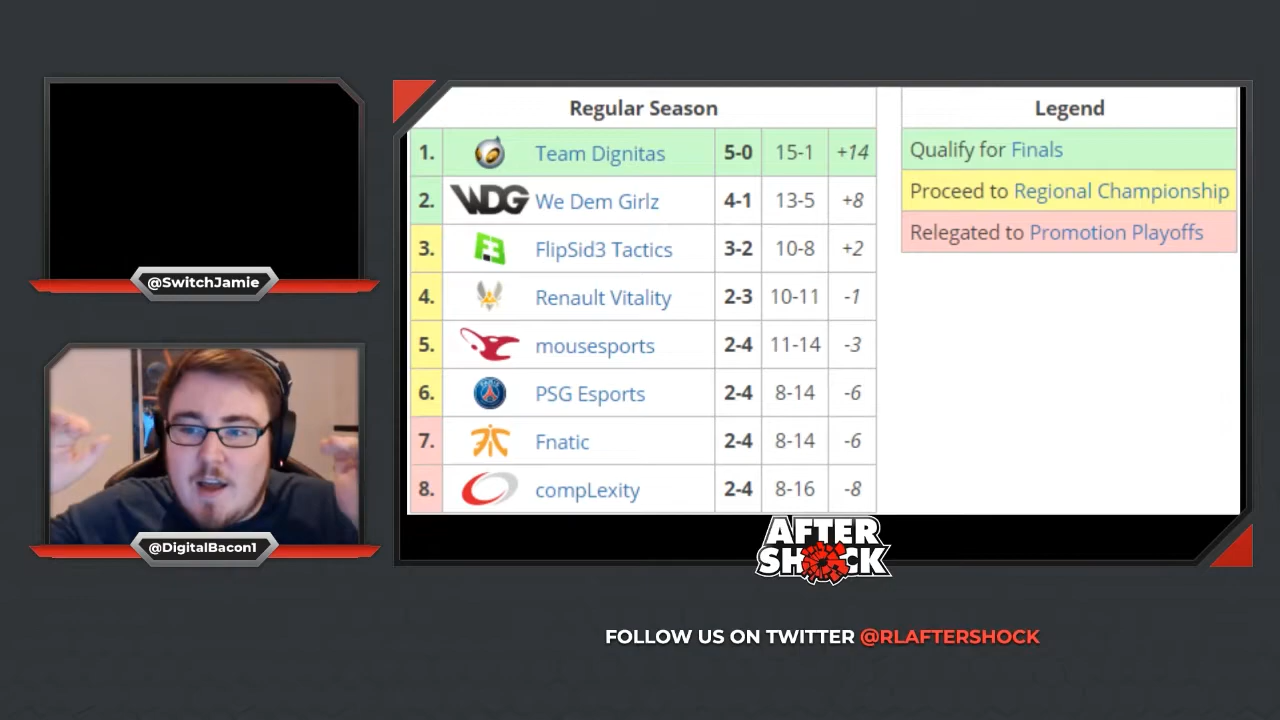 Regular Season
1. Team Dignitas 5-0 15-1 +14
2. WDG We Dem Girlz 4-1 13-5 +8
3. FlipSid3 Tactics 3-2 10-8 +2
4. Renault Vitality 2-3 10-11 -1
5. mousesports 2-4 11-14 -3
6. PSG Esports 2-4 8-14 -6
7. Fnatic 2-4 8-14 -6
8. compLexity 2-4 8-16 -8
Legend
Qualify for Finals
Proceed to Regional Championship
Relegated to Promotion Playoffs
@SwitchJamie
@DigitalBacon1
AFTER
SHOCK
FOLLOW US ON TWITTER @RLAFTERSHOCK